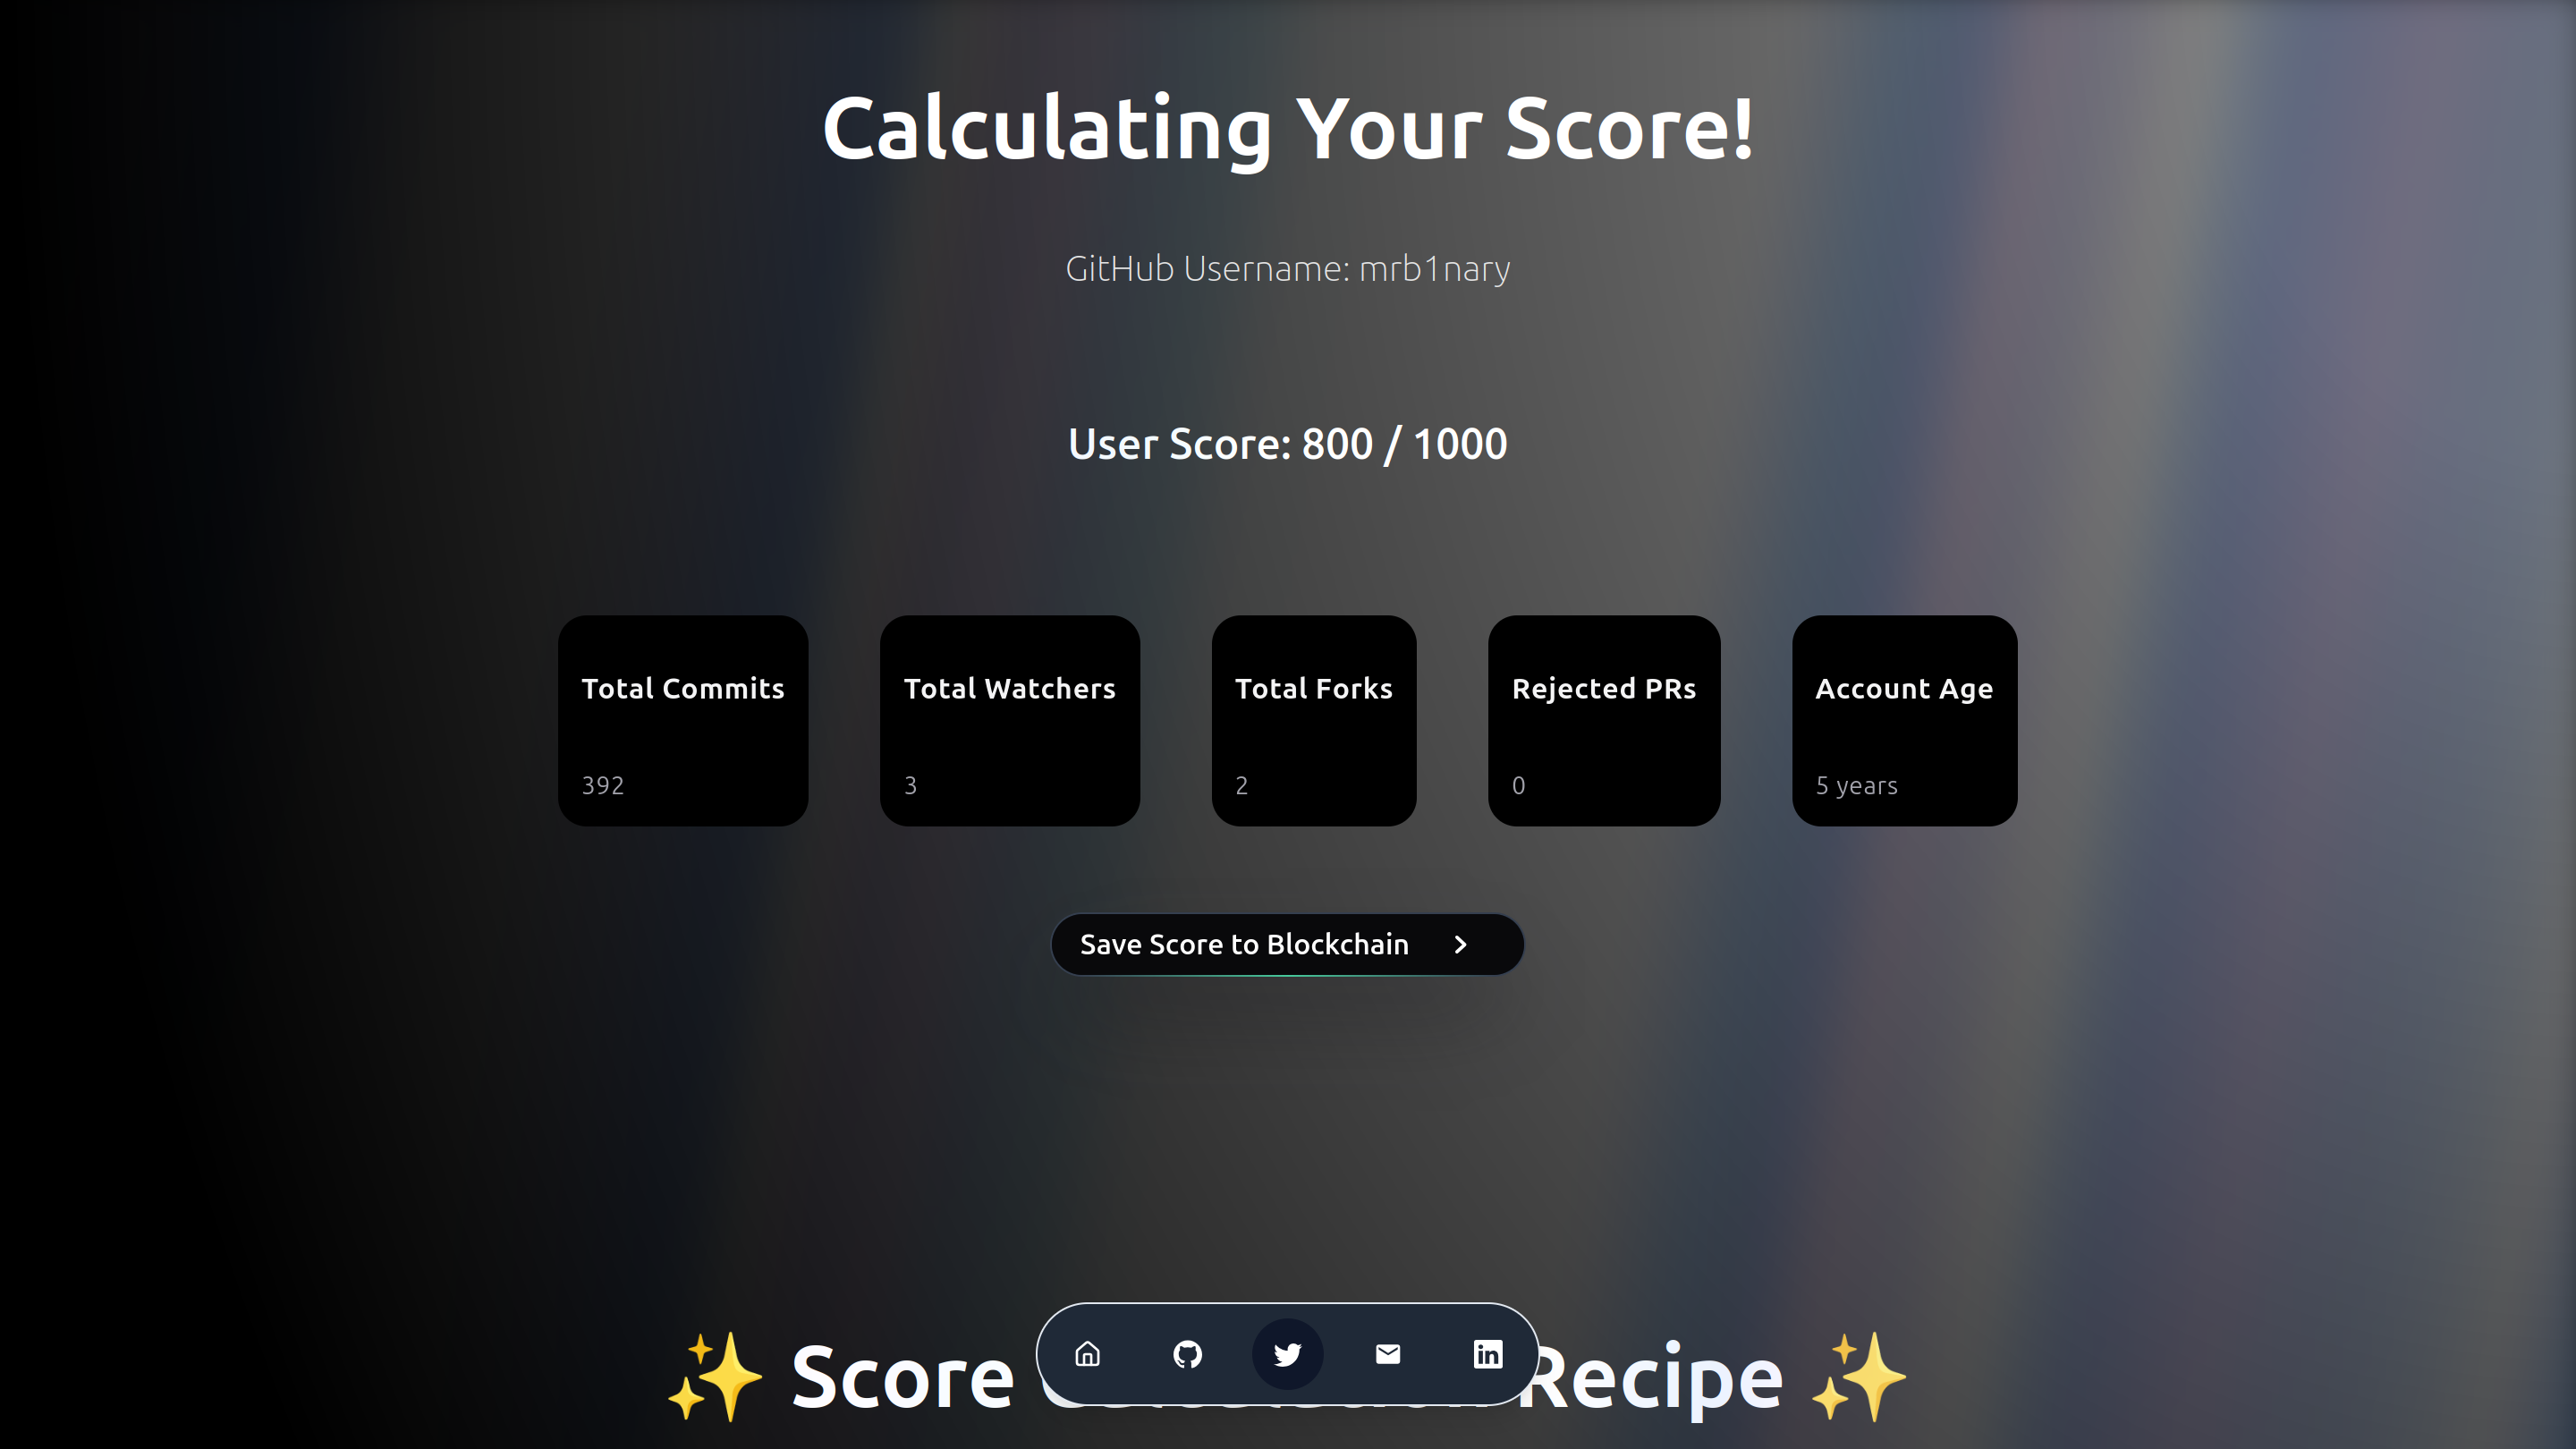 Calculating Your Score!
GitHub Username: mrb1nary
User Score: 800 / 1000
Total Commits
392
Total Watchers
3
Total Forks
2
Rejected PRs
0
Account Age
5 years
Save Score to Blockchain
✨ Score Recipe ✨